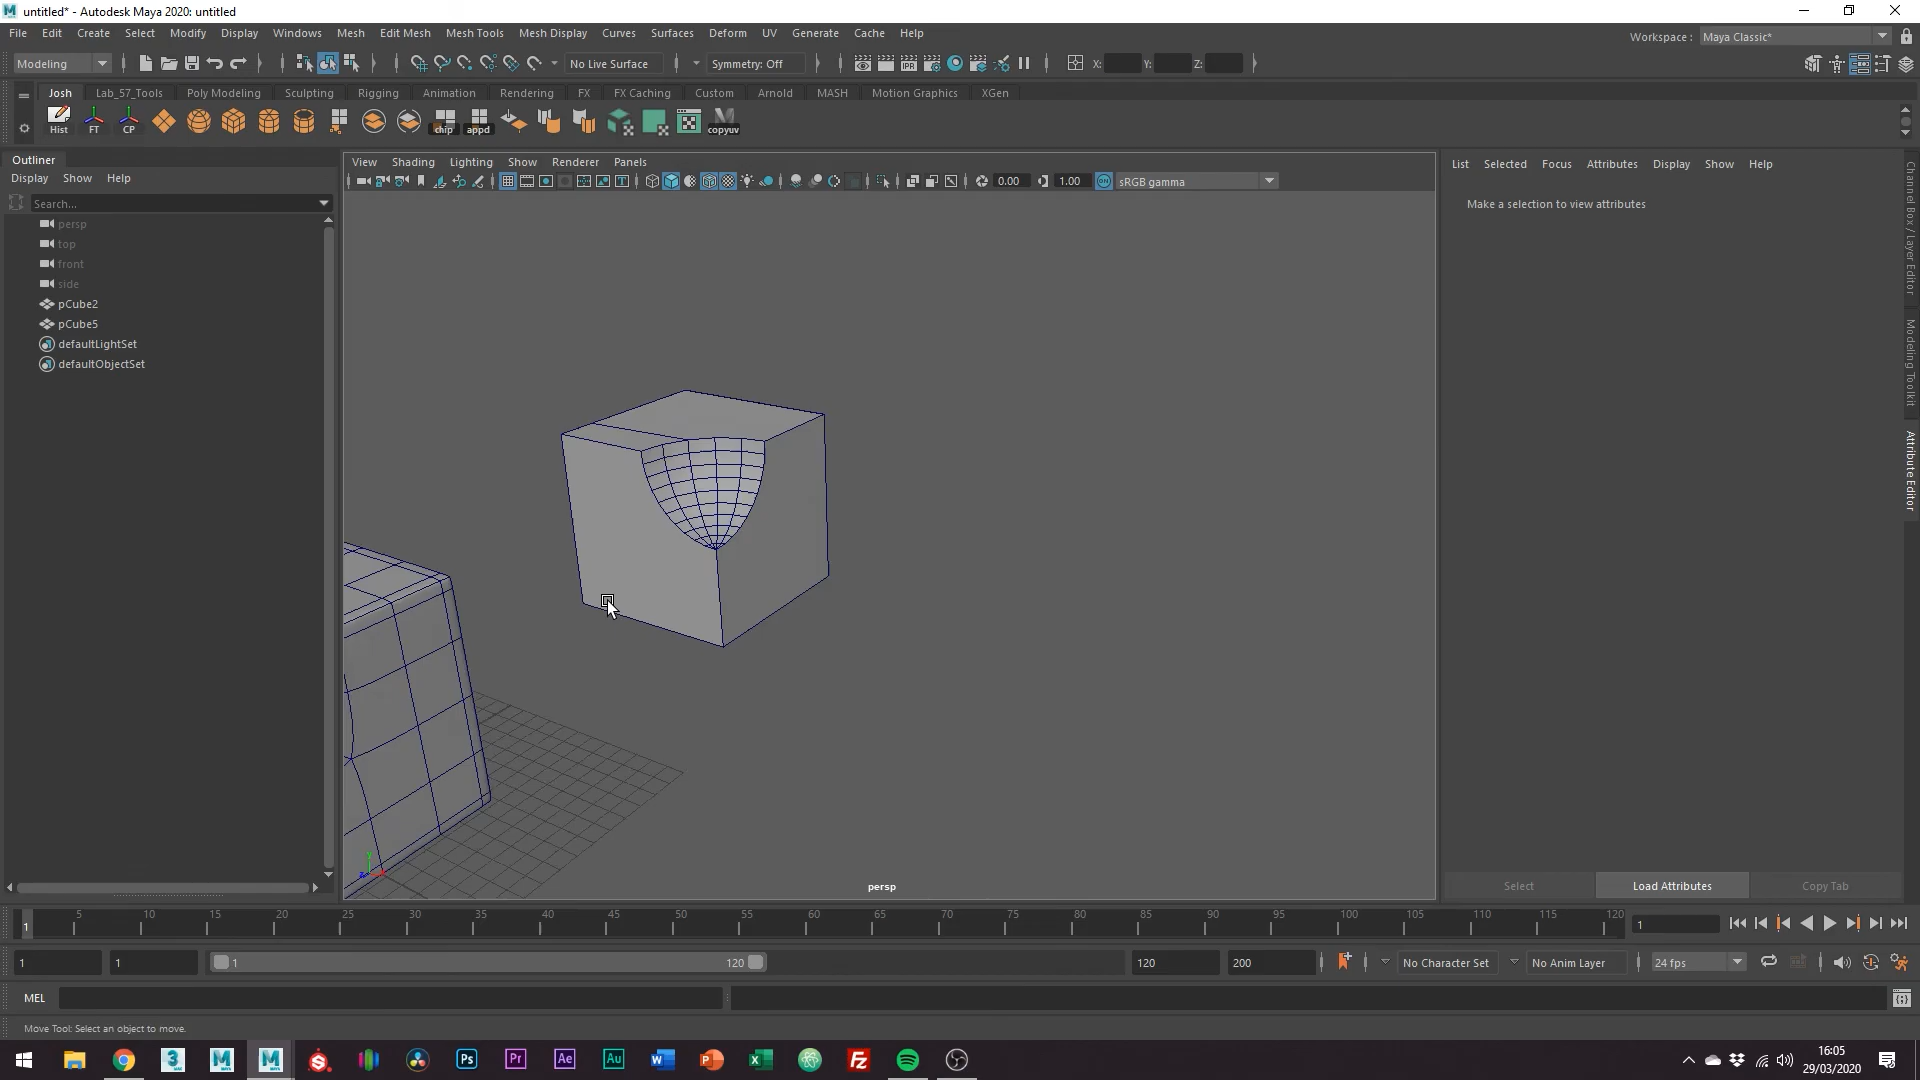 untitled* - Autodesk Maya 2020: untitled
File Edit Create Select Modify Display Windows Mesh Edit Mesh Mesh Tools Mesh Display Curves Surfaces Deform UV Generate Cache Help
Workspace : Maya Classic*
Modeling No Live Surface Symmetry: Off X: Y: Z:
Josh Lab_57_Tools Poly Modeling Sculpting Rigging Animation Rendering FX FX Caching Custom Arnold MASH Motion Graphics XGen
Hist FT CP chip appd copyuv
Outliner
Display Show Help
Search...
persp
top
front
side
pCube2
pCube5
defaultLightSet
defaultObjectSet
View Shading Lighting Show Renderer Panels
0.00 1.00 ON sRGB gamma
persp
List Selected Focus Attributes Display Show Help
Make a selection to view attributes
Select Load Attributes Copy Tab
Channel Box / Layer Editor
Modeling Toolkit
Attribute Editor
1 5 10 15 20 25 30 35 40 45 50 55 60 65 70 75 80 85 90 95 100 105 110 115 120
1
1 1 1 120 120 200 No Character Set No Anim Layer 24 fps
MEL
Move Tool: Select an object to move.
16:05
29/03/2020